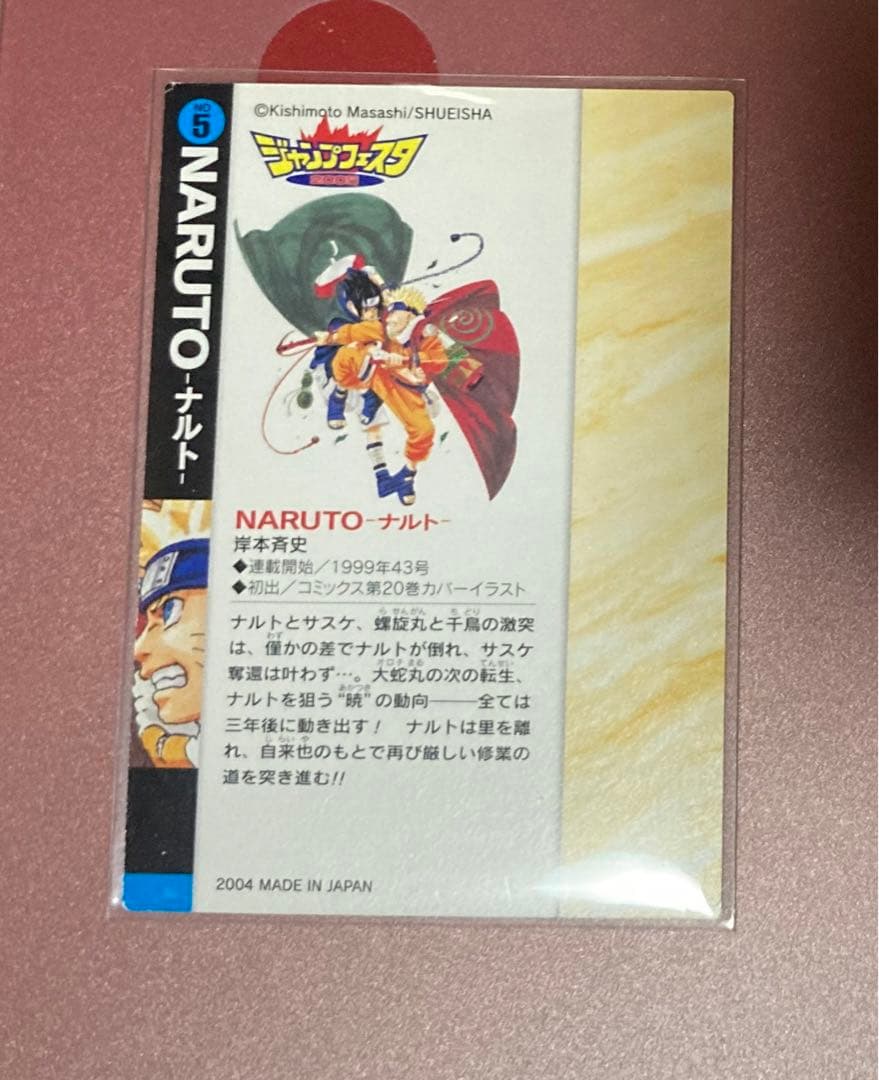 NO
5
NARUTO-ナルト-
©Kishimoto Masashi/SHUEISHA
ジャンプフェスタ
NARUTO-ナルト-
岸本斉史
◆連載開始/1999年43号
◆初出/コミックス第20巻カバーイラスト
ナルトとサスケ、螺旋丸と千鳥の激突
は、僅かの差でナルトが倒れ、サスケ
奪還は叶わず…。大蛇丸の次の転生、
ナルトを狙う“暁”の動向――全ては
三年後に動き出す! ナルトは里を離
れ、自来也のもとで再び厳しい修業の
道を突き進む!!
2004 MADE IN JAPAN